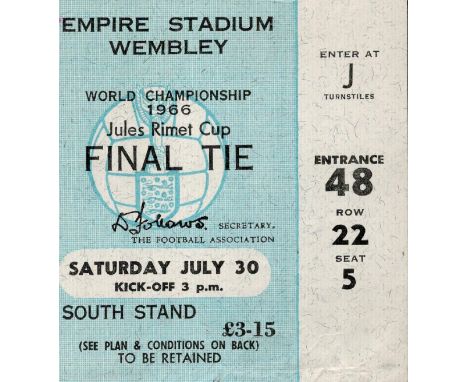 EMPIRE STADIUM
WEMBLEY
WORLD CHAMPIONSHIP
1966
Jules Rimet Cup
FINAL TIE
D Follows. SECRETARY.
THE FOOTBALL ASSOCIATION
SATURDAY JULY 30
KICK-OFF 3 p.m.
SOUTH STAND
£3-15
(SEE PLAN & CONDITIONS ON BACK)
TO BE RETAINED
ENTER AT
J
TURNSTILES
ENTRANCE
48
ROW
22
SEAT
5